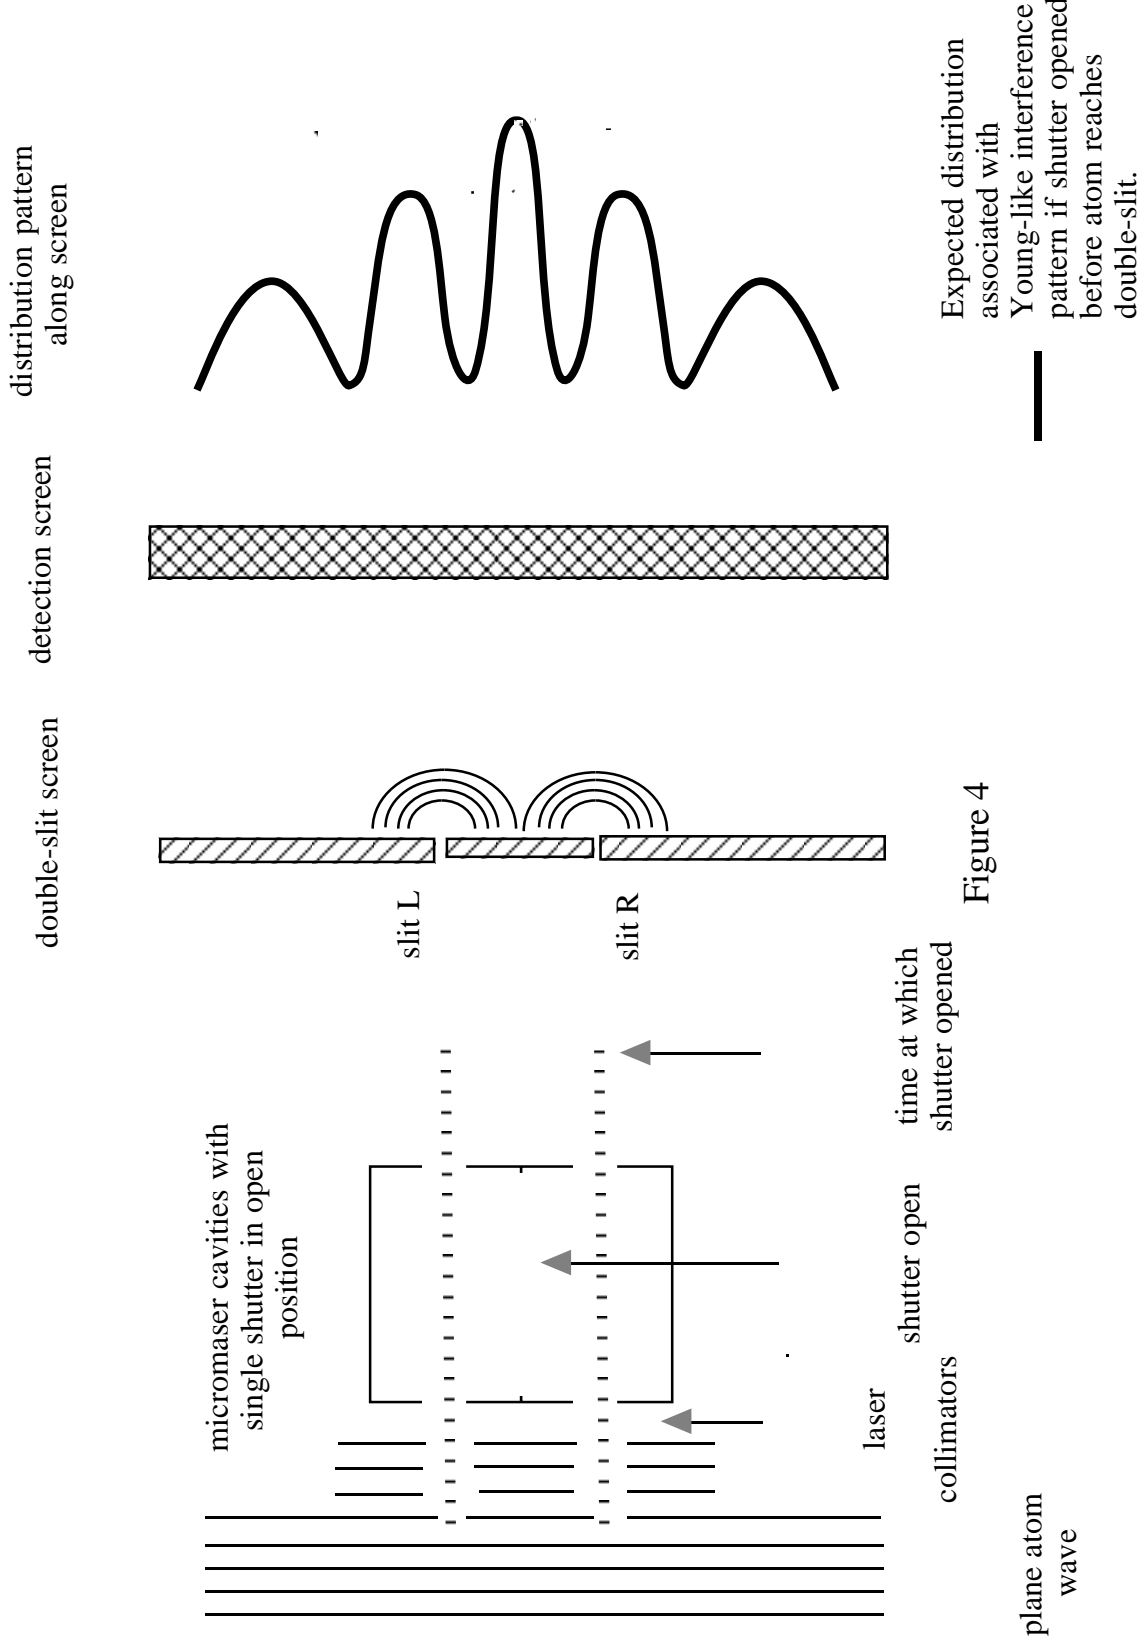 distribution pattern
along screen
detection screen
double-slit screen
micromaser cavities with
single shutter in open
position
slit L
slit R
plane atom
wave
laser
collimators
shutter open
time at which
shutter opened
Figure 4
Expected distribution
associated with
Young-like interference
pattern if shutter opened
before atom reaches
double-slit.